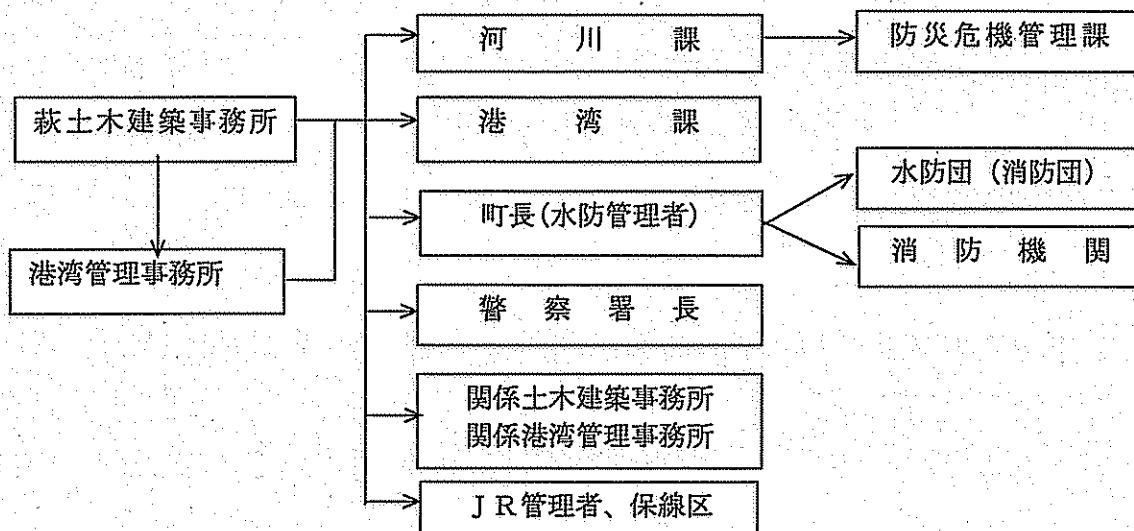 萩土木建築事務所
港湾管理事務所
河川課
港湾課
町長(水防管理者)
警察署長
関係土木建築事務所
関係港湾管理事務所
JR管理者、保線区
防災危機管理課
水防団(消防団)
消防機関